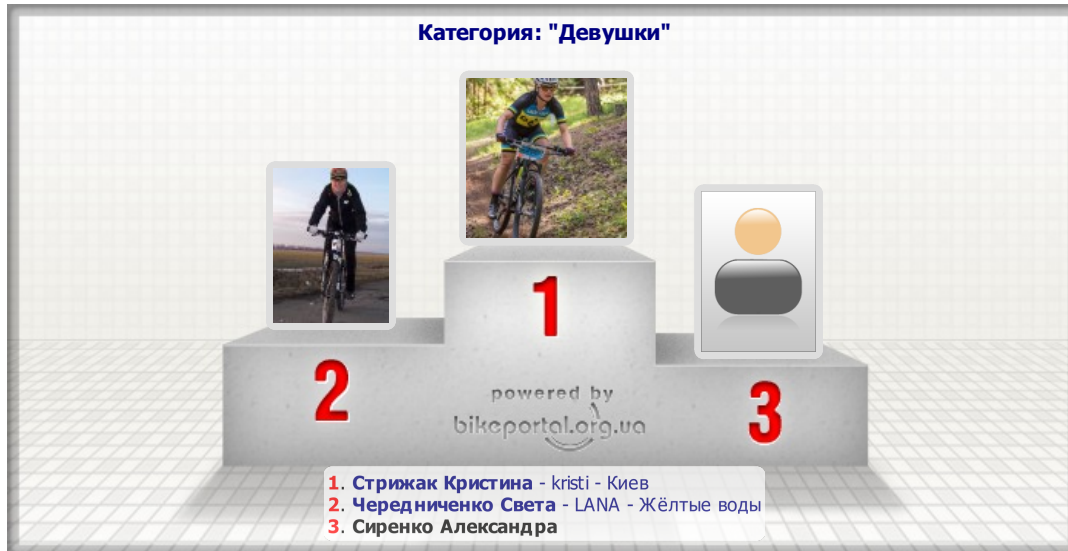 Категория: "Девушки"
1
2
3
powered by
bikeportal.org.ua
1. Стрижак Кристина - kristi - Киев
2. Чередниченко Света - LANA - Жёлтые воды
3. Сиренко Александра